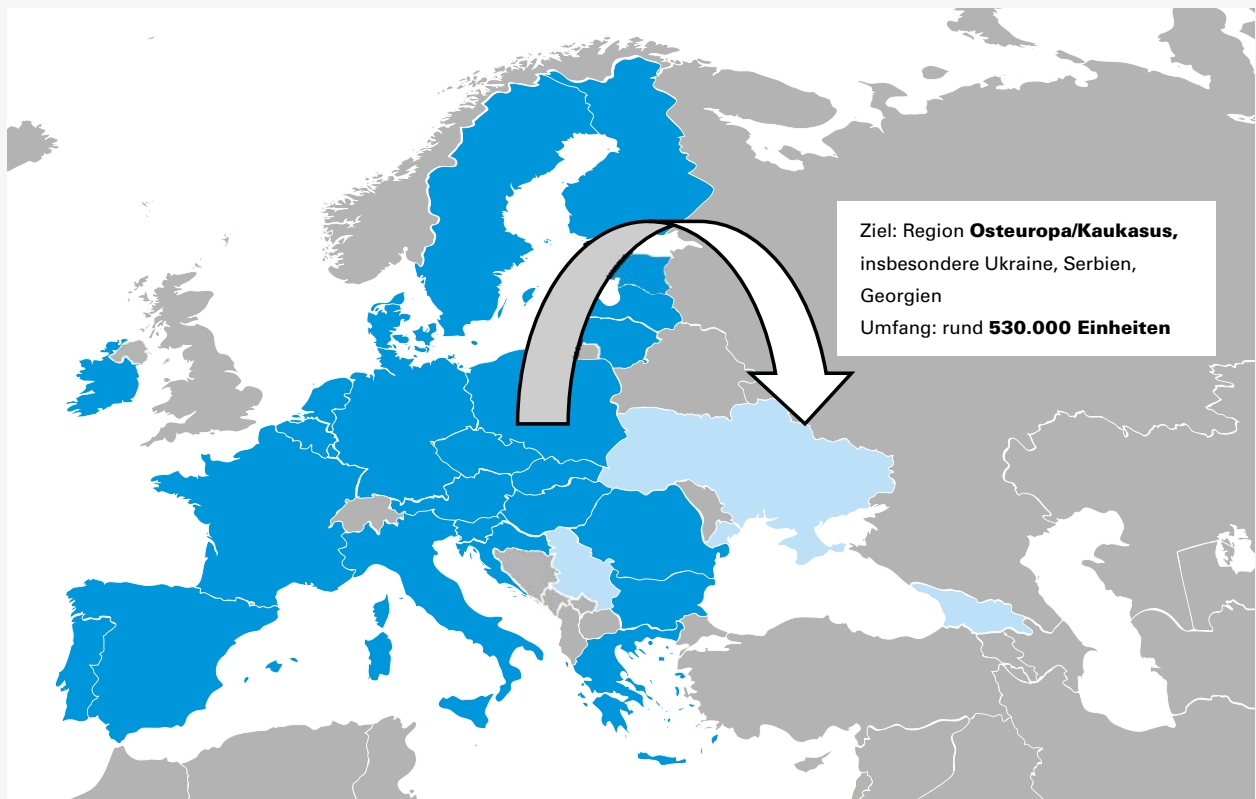 Ziel: Region Osteuropa/Kaukasus,
insbesondere Ukraine, Serbien,
Georgien
Umfang: rund 530.000 Einheiten